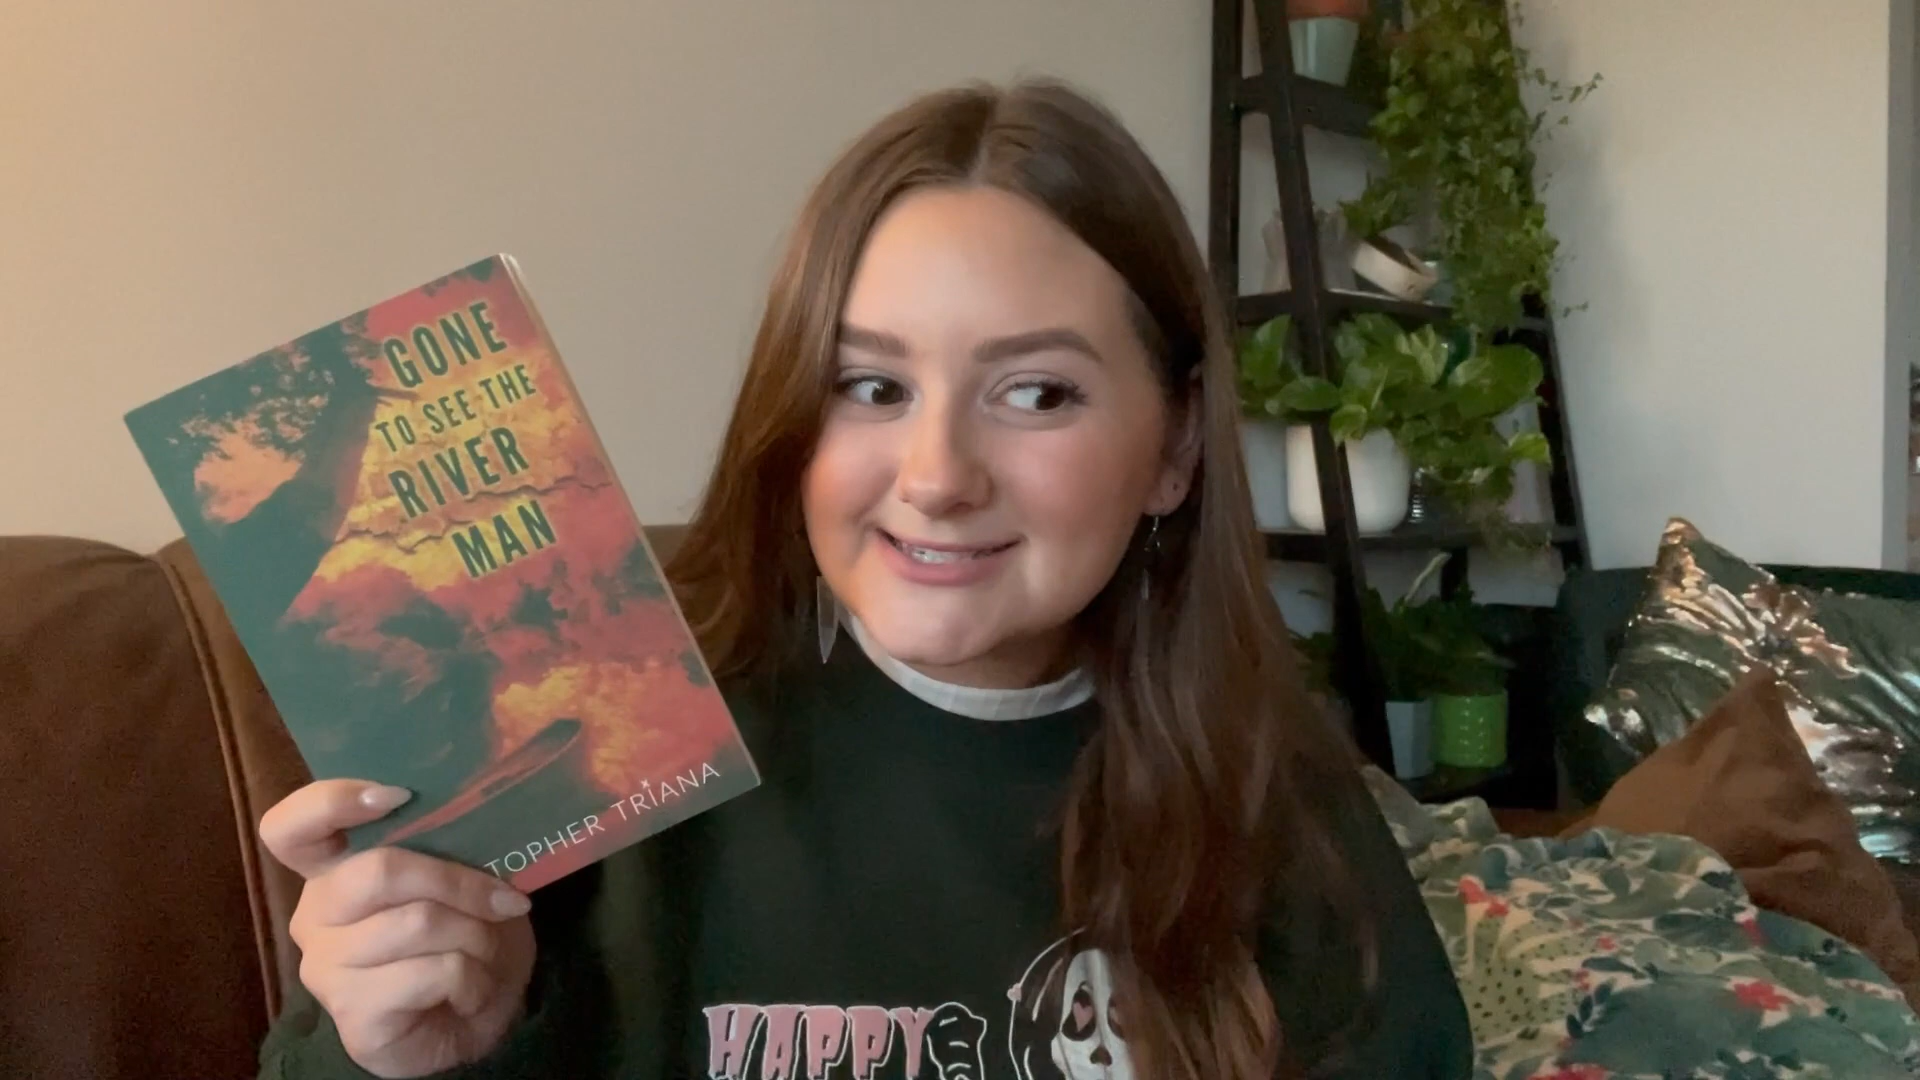 GONE
TO SEE THE
RIVER
MAN
TOPHER TRIANA
HAPPY